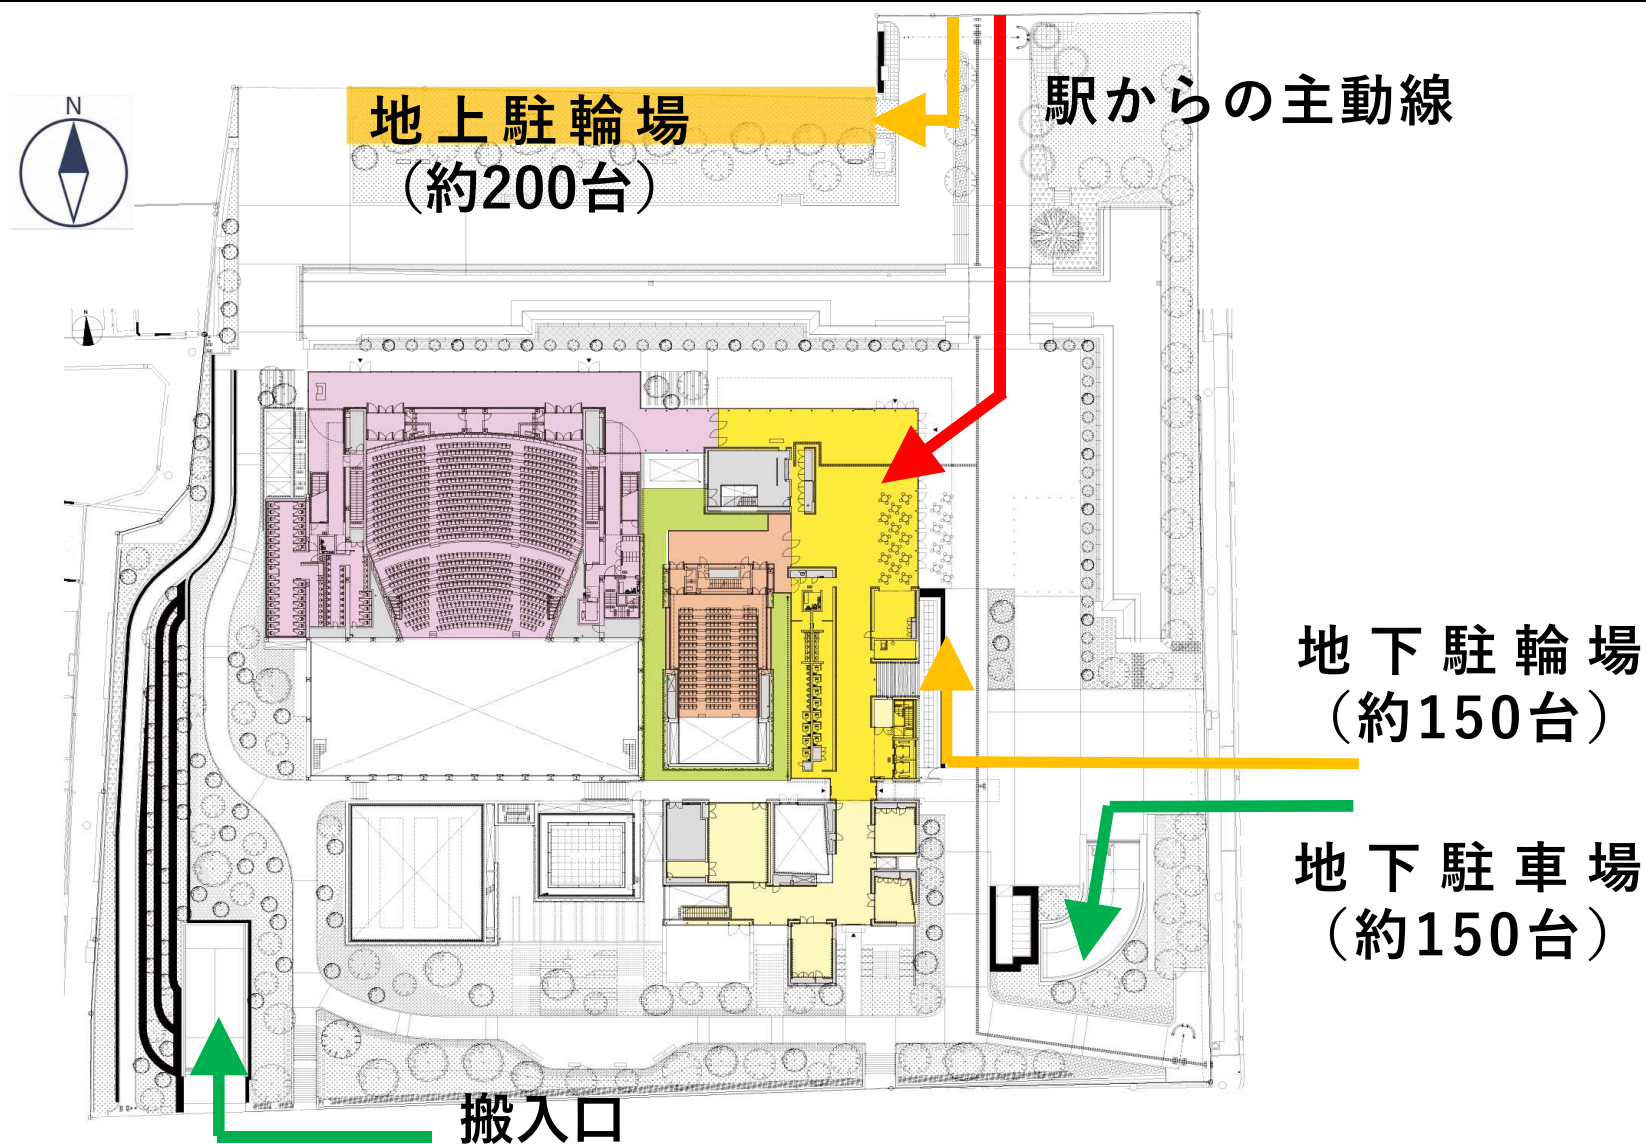 N
駅からの主動線
地上駐輪場
（約200台）
N
地下駐輪場
（約150台）
地下駐車場
（約150台）
搬入口